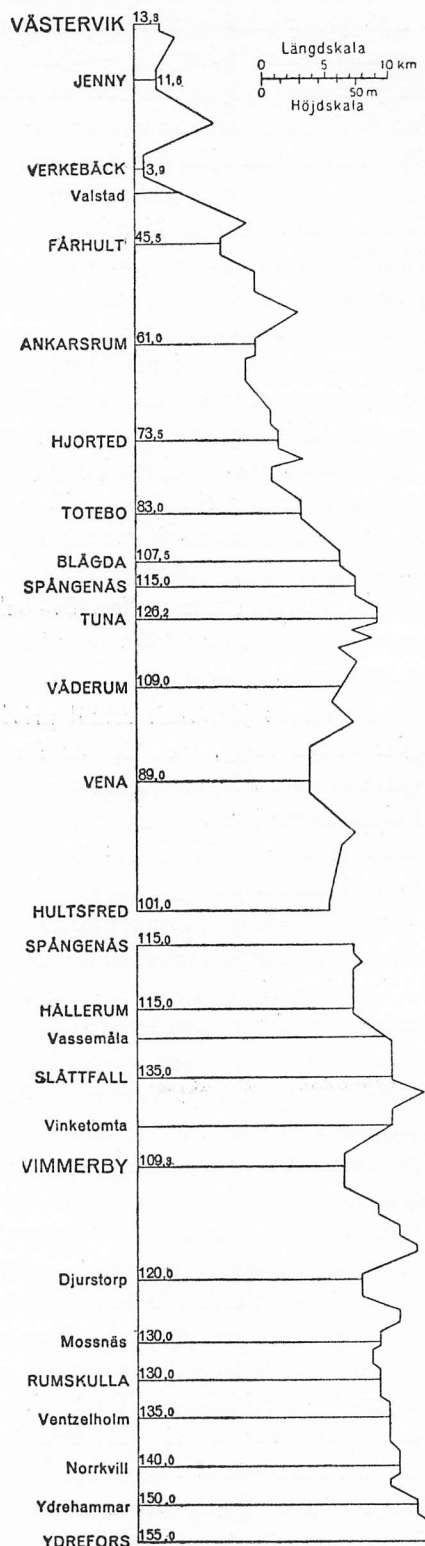 VÄSTERVIK 13,8
Längdskala
0 5 10 km
0 50 m
Höjdskala
JENNY 11,6
VERKEBÄCK 3,9
Valstad
FÅRHULT 45,5
ANKARSRUM 61,0
HJORTED 73,5
TOTEBO 83,0
BLÅGDA 107,5
SPÅNGENÄS 115,0
TUNA 126,2
VÅDERUM 109,0
VENA 89,0
HULTSFRED 101,0
SPÅNGENÄS 115,0
HÄLLERUM 115,0
Vassemåla
SLÄTTFALL 135,0
Vinketomta
VIMMERBY 109,3
Djurstorp 120,0
Mossnäs 130,0
RUMSKULLA 130,0
Ventzelholm 135,0
Norrkvill 140,0
Ydrehammar 150,0
YDREFORS 155,0